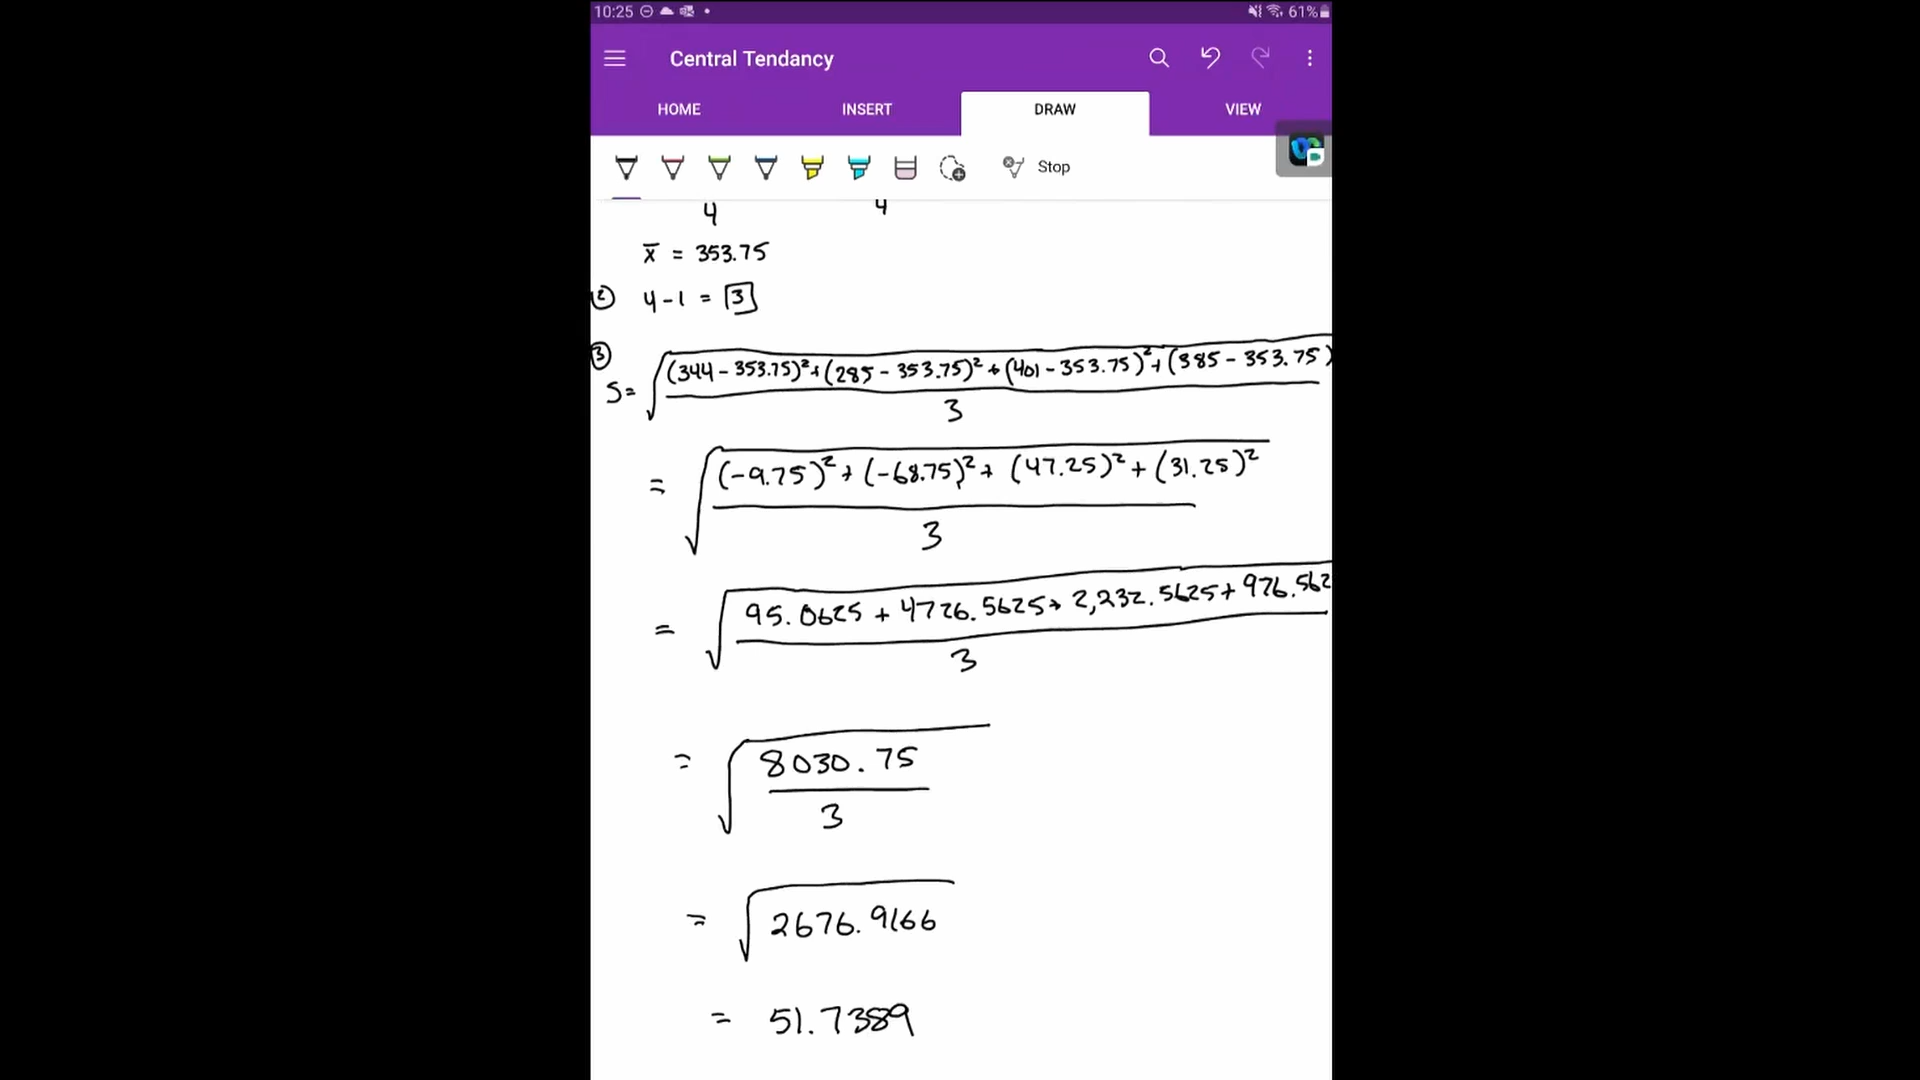 10:25 61%
Central Tendancy
HOME INSERT DRAW VIEW
Stop
4 4
x̄ = 353.75
② 4-1 = 3
③
S= √((344 - 353.75)² + (285 - 353.75)² + (401 - 353.75)² + (385 - 353.75)
3
= √((-9.75)² + (-68.75)² + (47.25)² + (31.25)²
3
= √(95.0625 + 4726.5625 + 2,232.5625 + 976.562
3
= √8030.75
3
= √2676.9166
= 51.7389